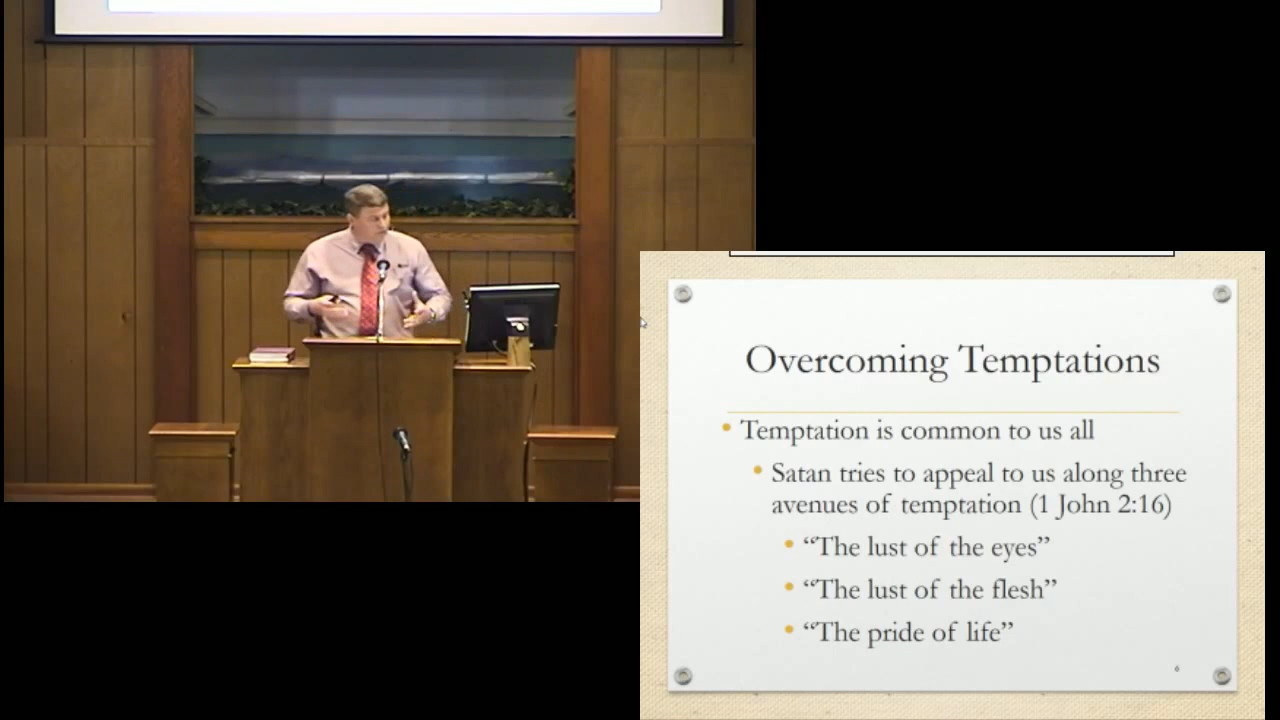 Overcoming Temptations
• Temptation is common to us all
• Satan tries to appeal to us along three
avenues of temptation (1 John 2:16)
• “The lust of the eyes”
• “The lust of the flesh”
• “The pride of life”
6